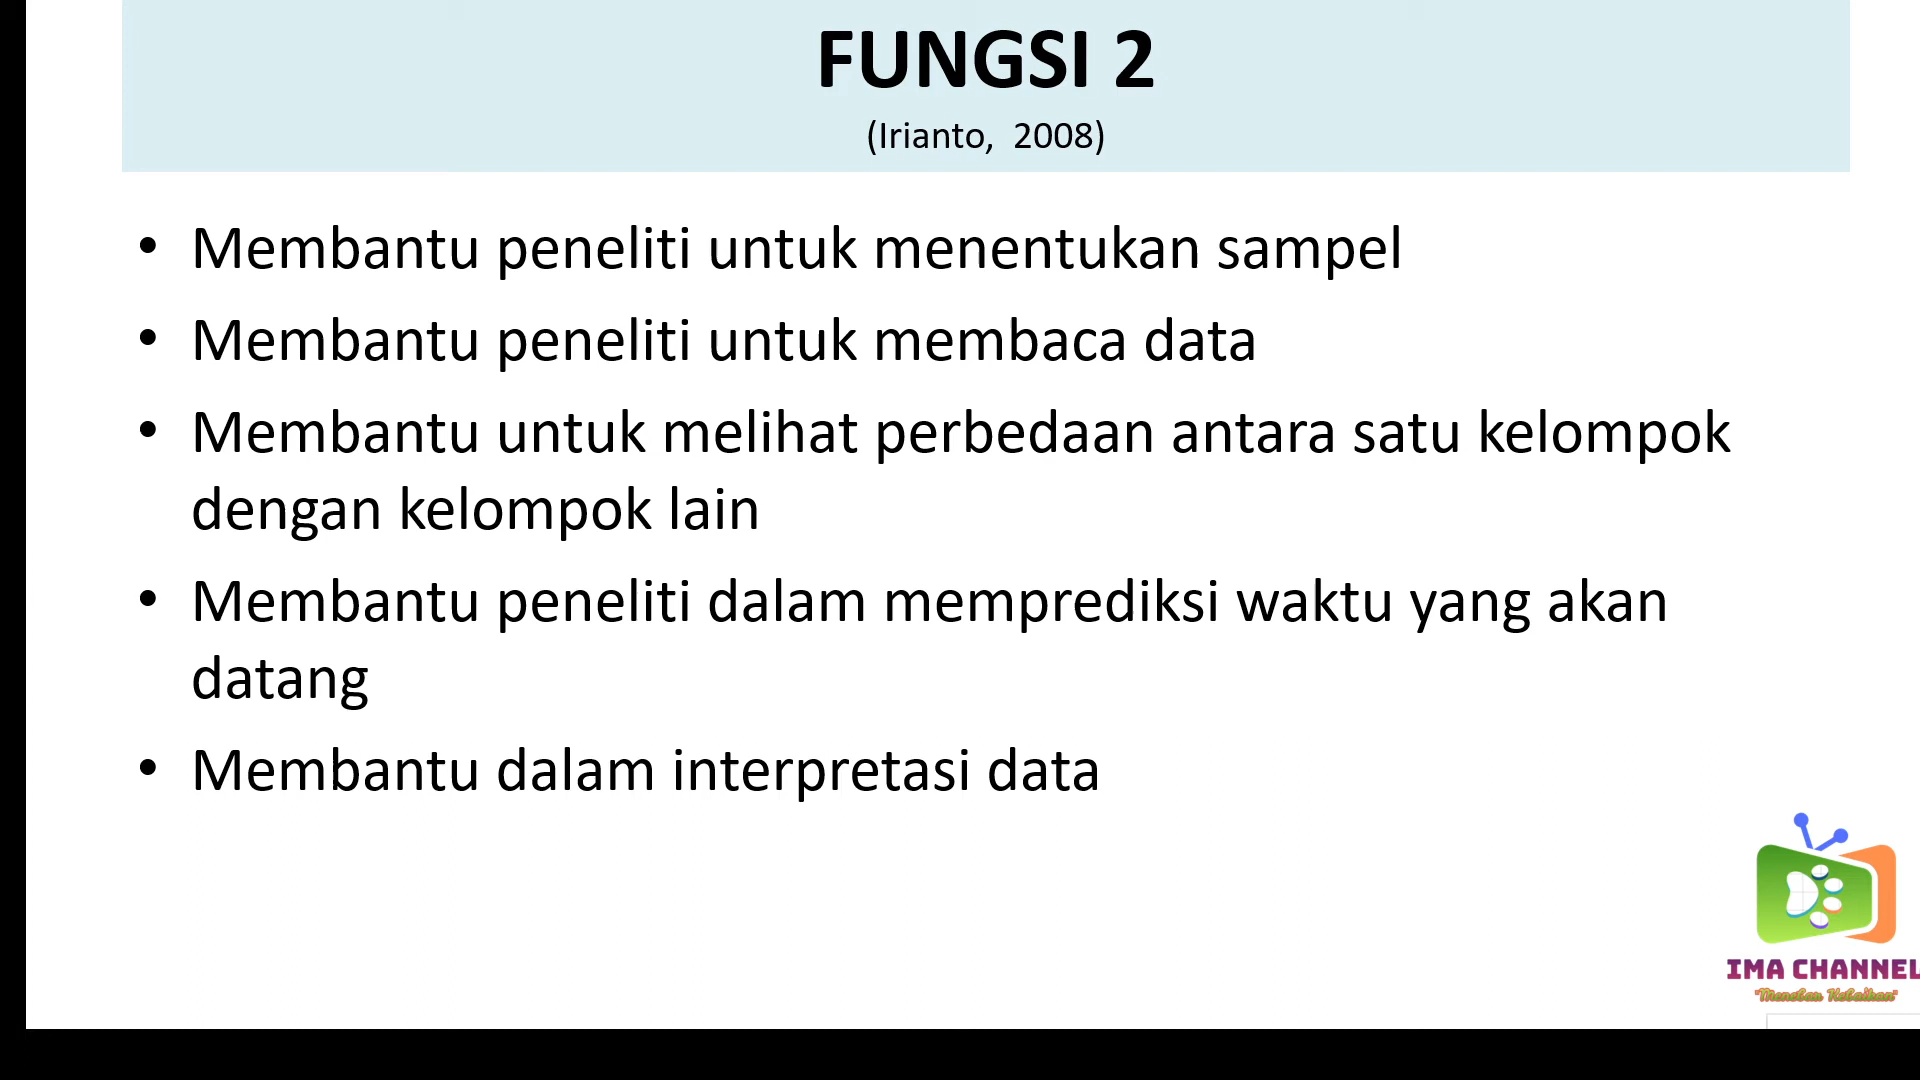 FUNGSI 2
(Irianto, 2008)
• Membantu peneliti untuk menentukan sampel
• Membantu peneliti untuk membaca data
• Membantu untuk melihat perbedaan antara satu kelompok
dengan kelompok lain
• Membantu peneliti dalam memprediksi waktu yang akan
datang
• Membantu dalam interpretasi data
IMA CHANNEL
"Menebar Kebaikan"